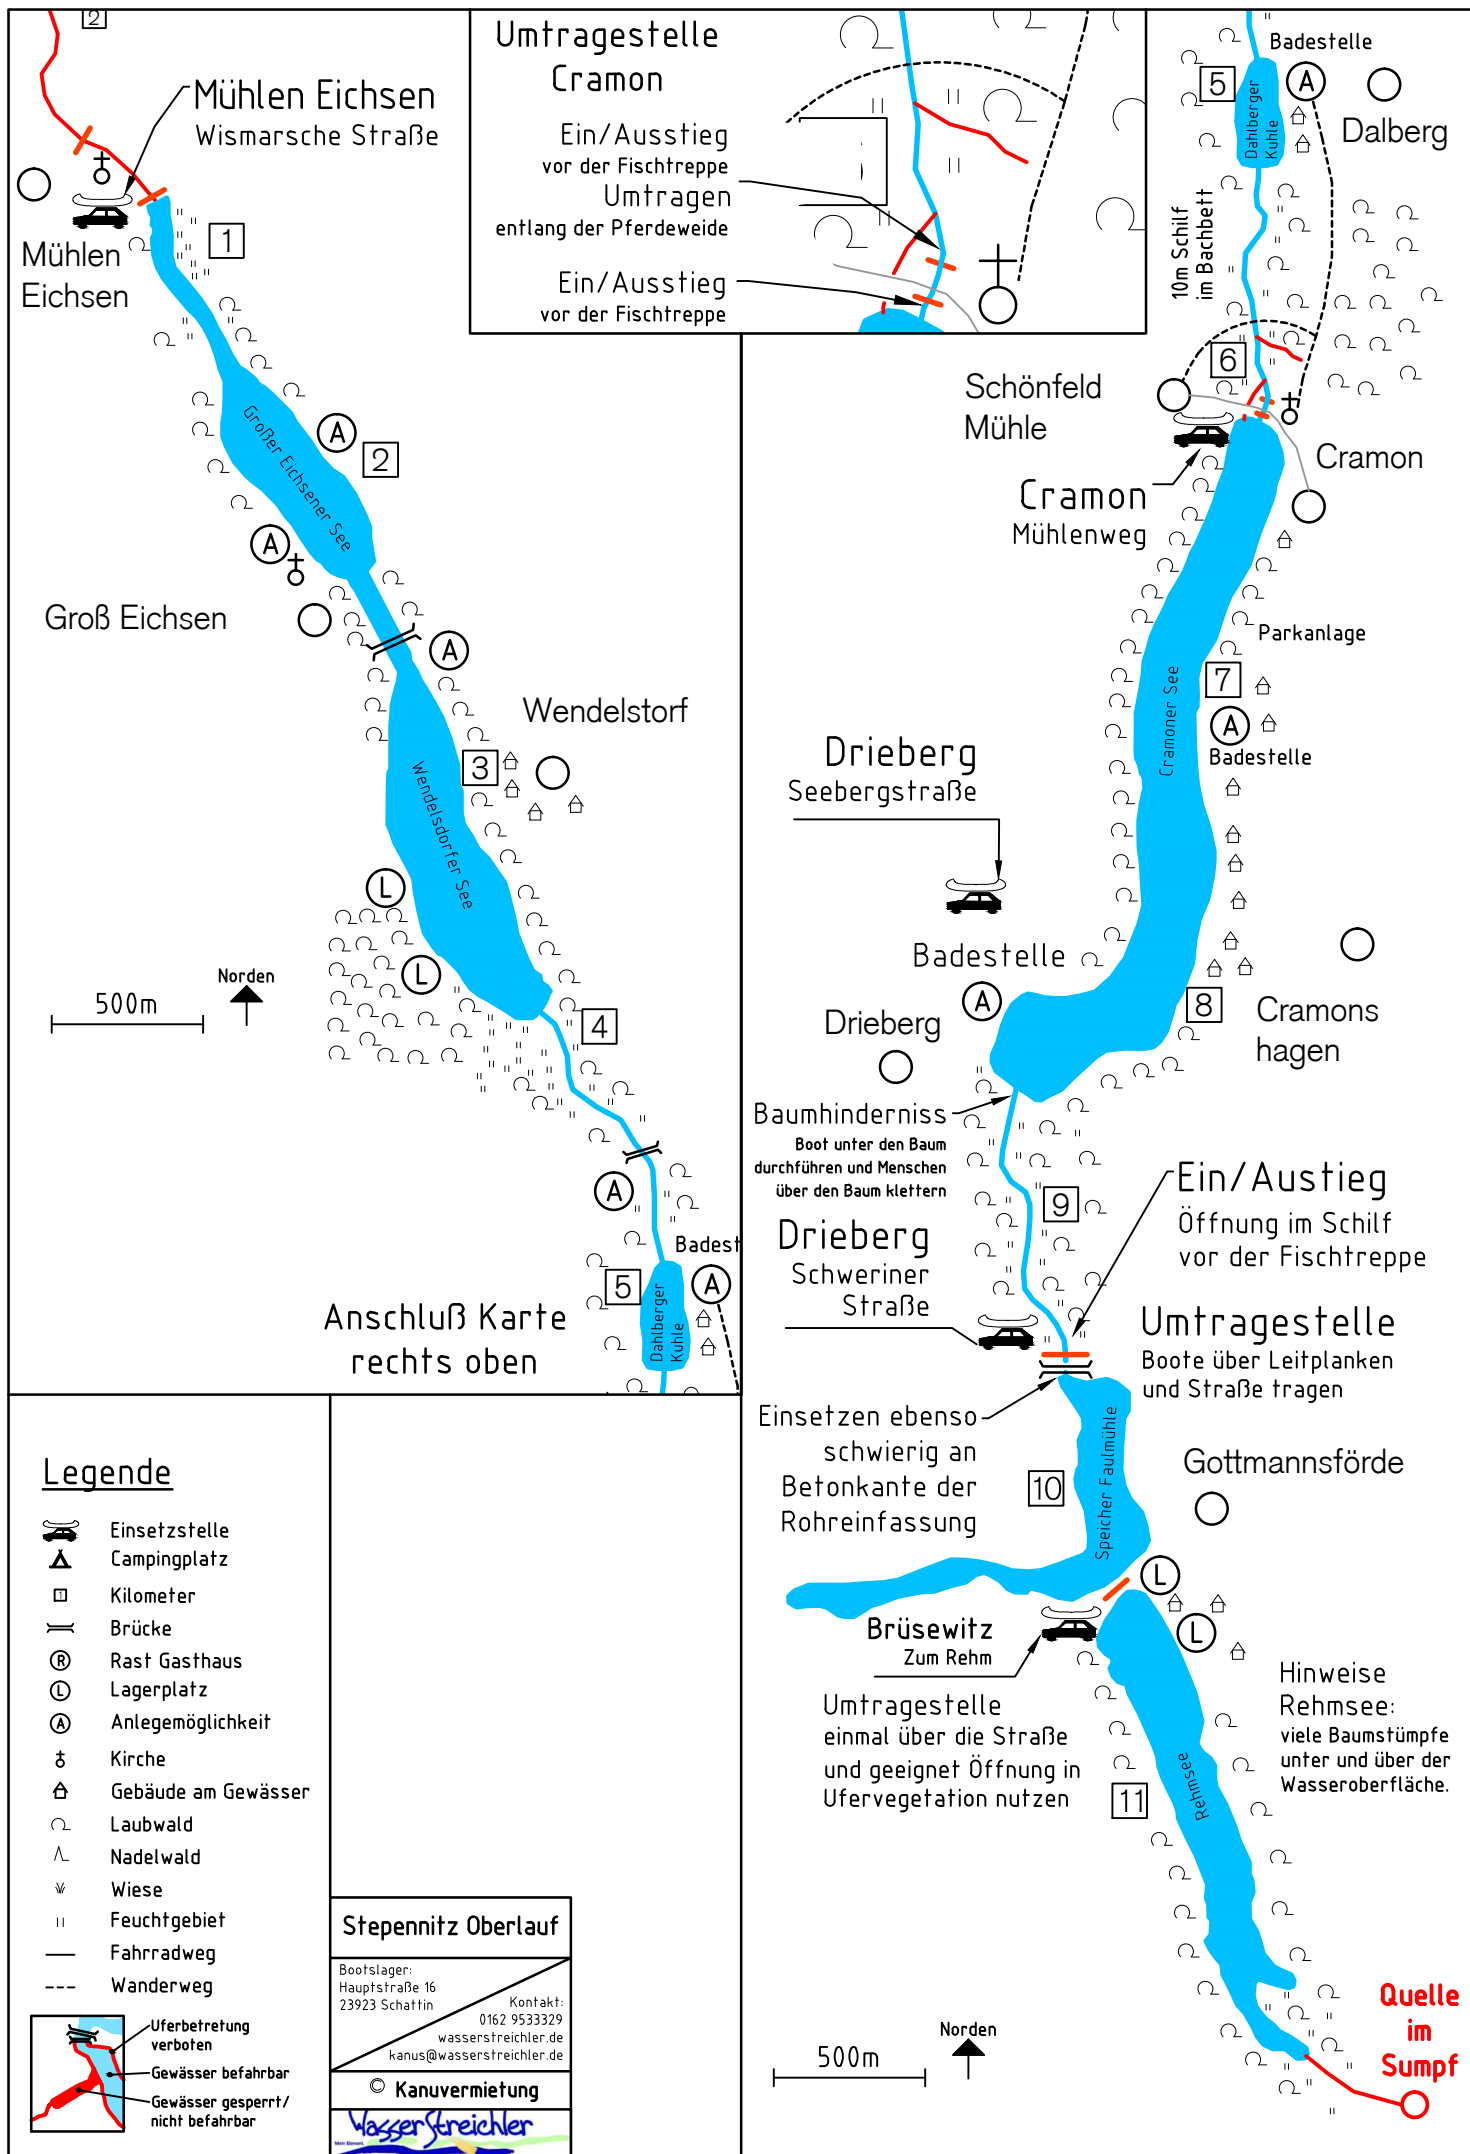 2
Mühlen Eichsen
Wismarsche Straße
Mühlen
Eichsen
1
Großer Eichsener See
A
2
A
Groß Eichsen
A
Wendelstorf
3
Wendelsdorfer See
L
L
Norden
500m
4
A
Badest
5
A
Dahlberger
Kuhle
Anschluß Karte
rechts oben
Umtragestelle
Cramon
Ein/Ausstieg
vor der Fischtreppe
Umtragen
entlang der Pferdeweide
Ein/Ausstieg
vor der Fischtreppe
Badestelle
5
A
Dahlberger
Kuhle
Dalberg
10m Schilf
im Bachbett
6
Schönfeld
Mühle
Cramon
Cramon
Mühlenweg
Parkanlage
7
Cramoner See
A
Badestelle
Drieberg
Seebergstraße
Badestelle
A
8
Drieberg
Cramons
hagen
Baumhinderniss
Boot unter den Baum
durchführen und Menschen
über den Baum klettern
9
Ein/Austieg
Öffnung im Schilf
vor der Fischtreppe
Drieberg
Schweriner
Straße
Umtragestelle
Boote über Leitplanken
und Straße tragen
Einsetzen ebenso
schwierig an
Betonkante der
Rohreinfassung
10
Speicher Faulmühle
Gottmannsförde
L
L
Brüsewitz
Zum Rehm
Umtragestelle
einmal über die Straße
und geeignet Öffnung in
Ufervegetation nutzen
11
Rehmsee
Hinweise
Rehmsee:
viele Baumstümpfe
unter und über der
Wasseroberfläche.
Quelle
im
Sumpf
Norden
500m
Legende
Einsetzstelle
Campingplatz
1 Kilometer
Brücke
R Rast Gasthaus
L Lagerplatz
A Anlegemöglichkeit
Kirche
Gebäude am Gewässer
Laubwald
Nadelwald
Wiese
Feuchtgebiet
Fahrradweg
Wanderweg
Uferbetretung
verboten
Gewässer befahrbar
Gewässer gesperrt/
nicht befahrbar
Stepennitz Oberlauf
Bootslager:
Hauptstraße 16
23923 Schattin
Kontakt:
0162 9533329
wasserstreichler.de
kanus@wasserstreichler.de
© Kanuvermietung
WasserStreichler
Mein Element.